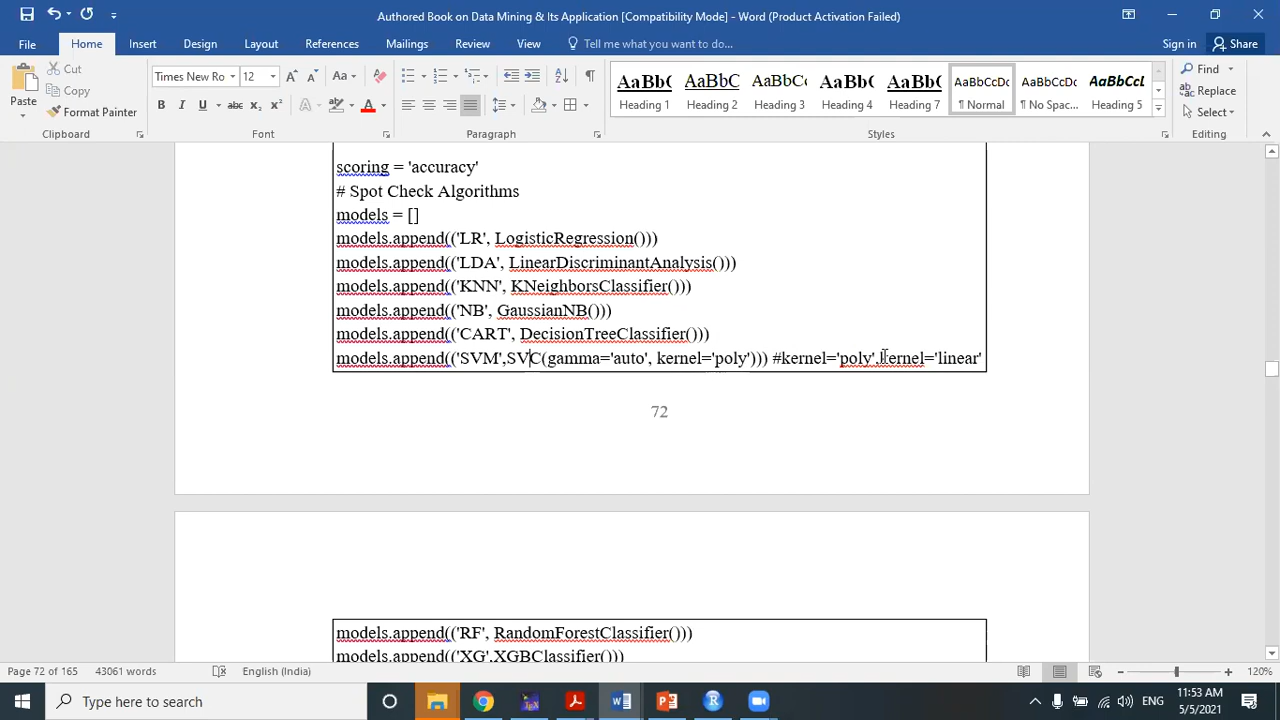 Authored Book on Data Mining & Its Application [Compatibility Mode] - Word (Product Activation Failed)
File Home Insert Design Layout References Mailings Review View Tell me what you want to do... Sign in Share
Paste Cut Copy Format Painter
Times New Ro 12
AaBbC AaBbC AaBbCc AaBbC AaBbC AaBbCcDc AaBbCcDc AaBbCcL
Heading 1 Heading 2 Heading 4 Heading 7 ¶ Normal ¶ No Spac... Heading 5
Find Replace Select
Clipboard Font Paragraph Styles Editing
scoring = 'accuracy'
# Spot Check Algorithms
models = []
models.append(('LR', LogisticRegression()))
models.append(('LDA', LinearDiscriminantAnalysis()))
models.append(('KNN', KNeighborsClassifier()))
models.append(('NB', GaussianNB()))
models.append(('CART', DecisionTreeClassifier()))
models.append(('SVM',SVC(gamma='auto', kernel='poly'))) #kernel='poly',kernel='linear'
72
models.append(('RF', RandomForestClassifier()))
models.append(('XG',XGBClassifier()))
Page 72 of 165 43061 words English (India) 120%
Type here to search
ENG
11:53 AM
5/5/2021